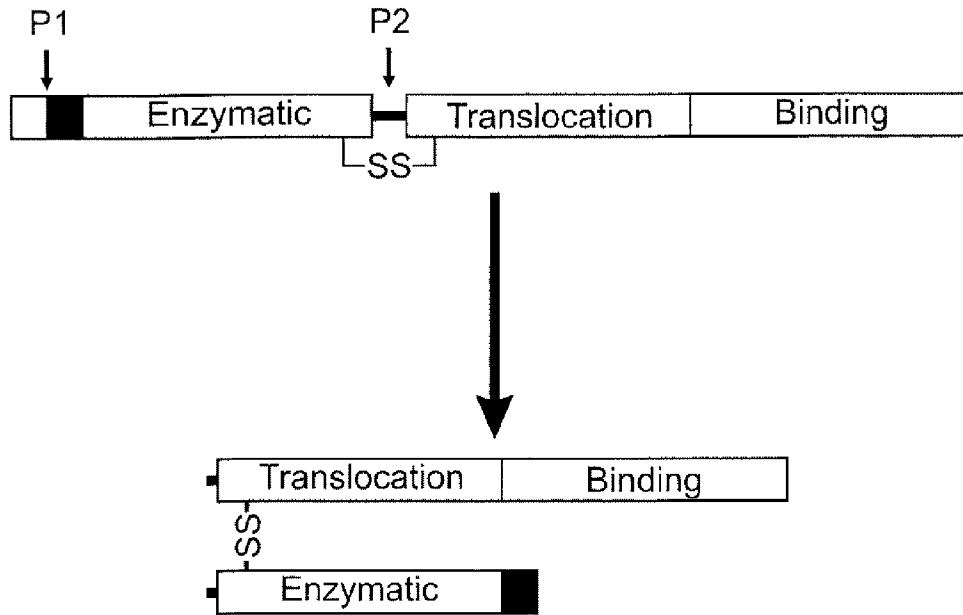 P1 P2
Enzymatic Translocation Binding
SS
Translocation Binding
SS
Enzymatic